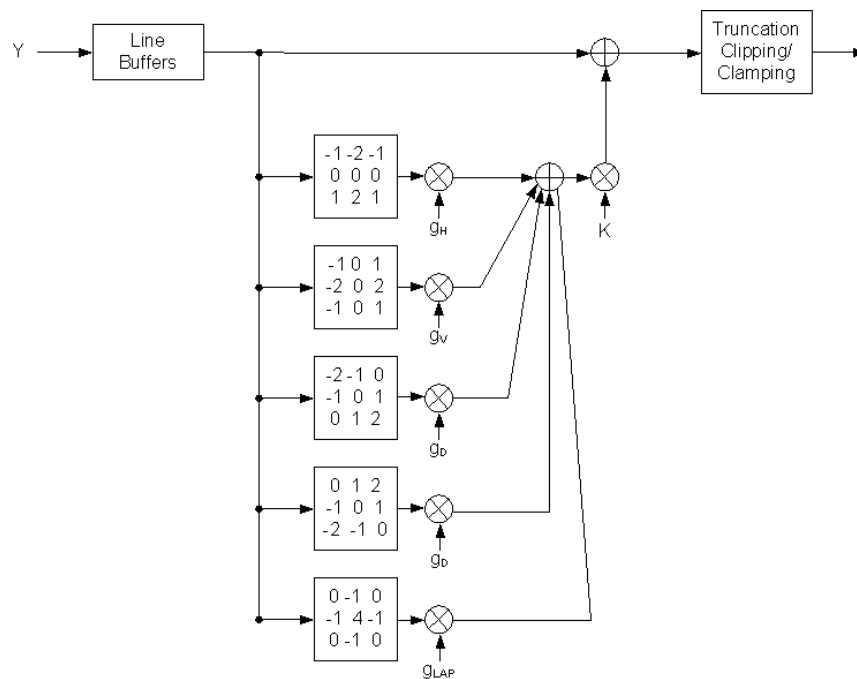 Y
Line
Buffers
Truncation
Clipping/
Clamping
-1 -2 -1
0 0 0
1 2 1
gH
K
-1 0 1
-2 0 2
-1 0 1
gV
-2 -1 0
-1 0 1
0 1 2
gD
0 1 2
-1 0 1
-2 -1 0
gD
0 -1 0
-1 4 -1
0 -1 0
gLAP